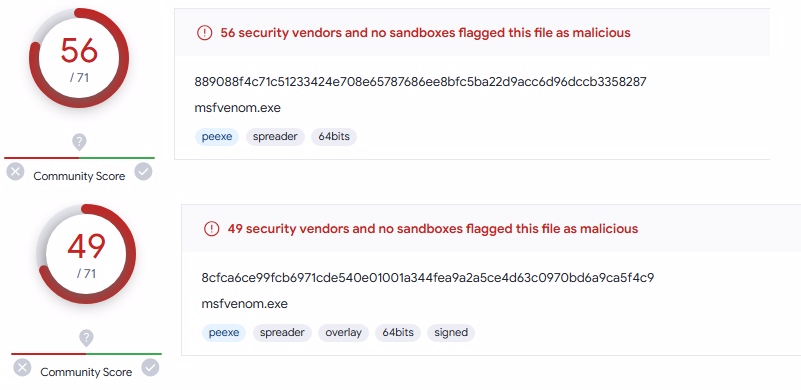 56
/ 71
?
Community Score
56 security vendors and no sandboxes flagged this file as malicious
889088f4c71c51233424e708e65787686ee8bfc5ba22d9acc6d96dccb3358287
msfvenom.exe
peexe spreader 64bits
49
/ 71
?
Community Score
49 security vendors and no sandboxes flagged this file as malicious
8cfca6ce99fcb6971cde540e01001a344fea9a2a5ce4d63c0970bd6a9ca5f4c9
msfvenom.exe
peexe spreader overlay 64bits signed